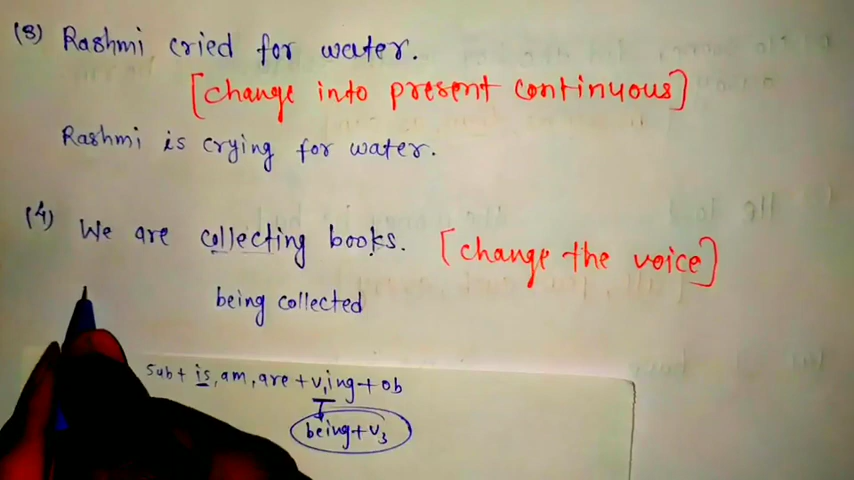 (3) Rashmi cried for water.
[change into present continuous]
Rashmi is crying for water.
(4) We are collecting books. [change the voice]
being collected
Sub + is, am, are + v₁ing + ob
being + v₃